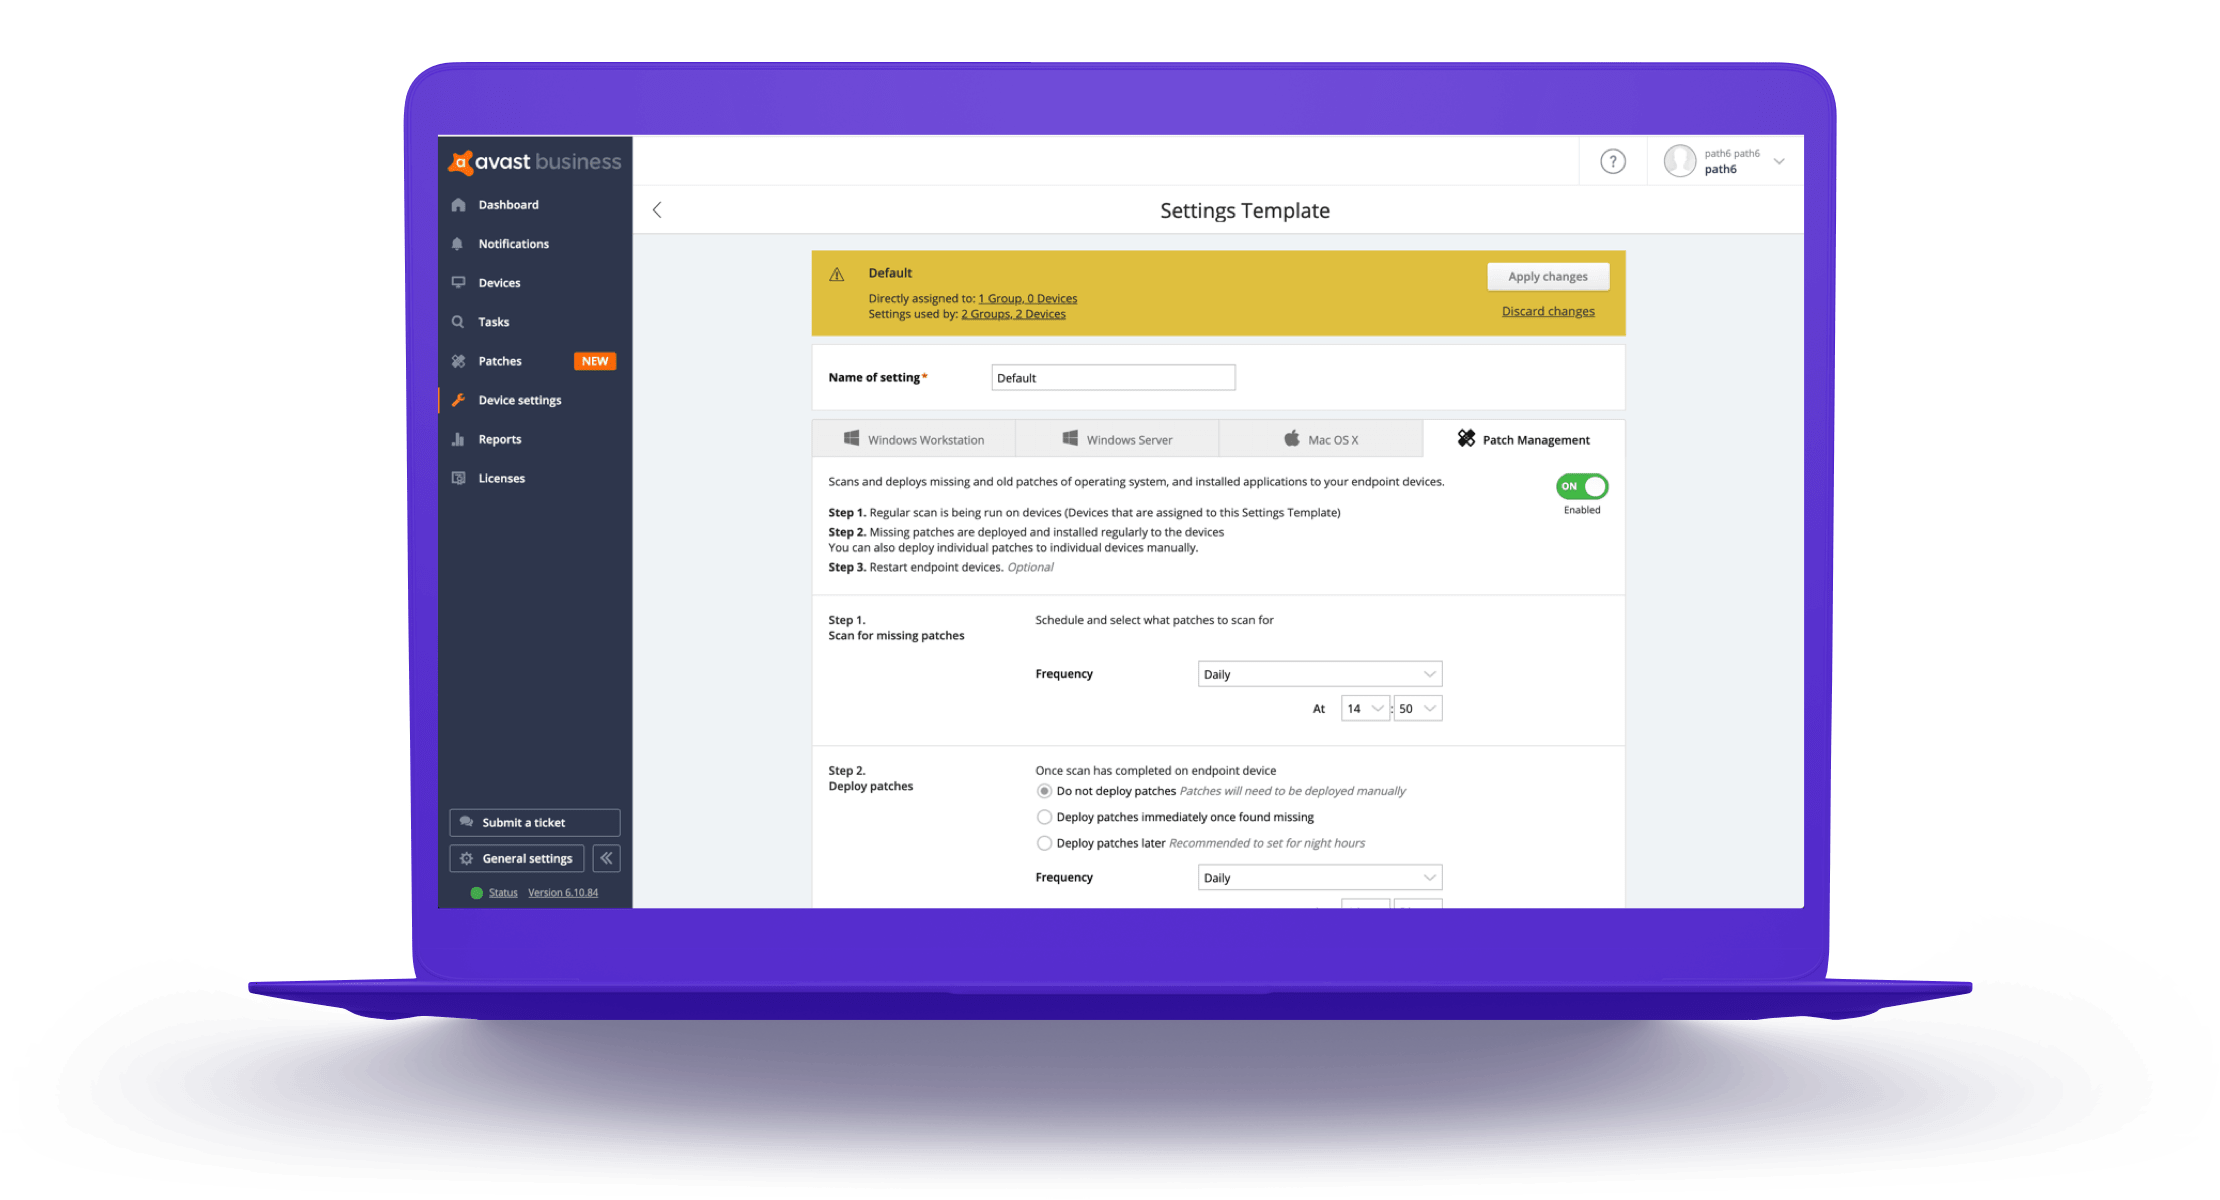 avast business
path6 path6
path6
Dashboard
Notifications
Devices
Tasks
Patches NEW
Device settings
Reports
Licenses
Submit a ticket
General settings
Status Version 6.10.84
Settings Template
Default
Directly assigned to: 1 Group, 0 Devices
Settings used by: 2 Groups, 2 Devices
Apply changes
Discard changes
Name of setting* Default
Windows Workstation Windows Server Mac OS X Patch Management
Scans and deploys missing and old patches of operating system, and installed applications to your endpoint devices.
ON
Enabled
Step 1. Regular scan is being run on devices (Devices that are assigned to this Settings Template)
Step 2. Missing patches are deployed and installed regularly to the devices
You can also deploy individual patches to individual devices manually.
Step 3. Restart endpoint devices. Optional
Step 1.
Scan for missing patches
Schedule and select what patches to scan for
Frequency Daily
At 14 : 50
Step 2.
Deploy patches
Once scan has completed on endpoint device
Do not deploy patches Patches will need to be deployed manually
Deploy patches immediately once found missing
Deploy patches later Recommended to set for night hours
Frequency Daily